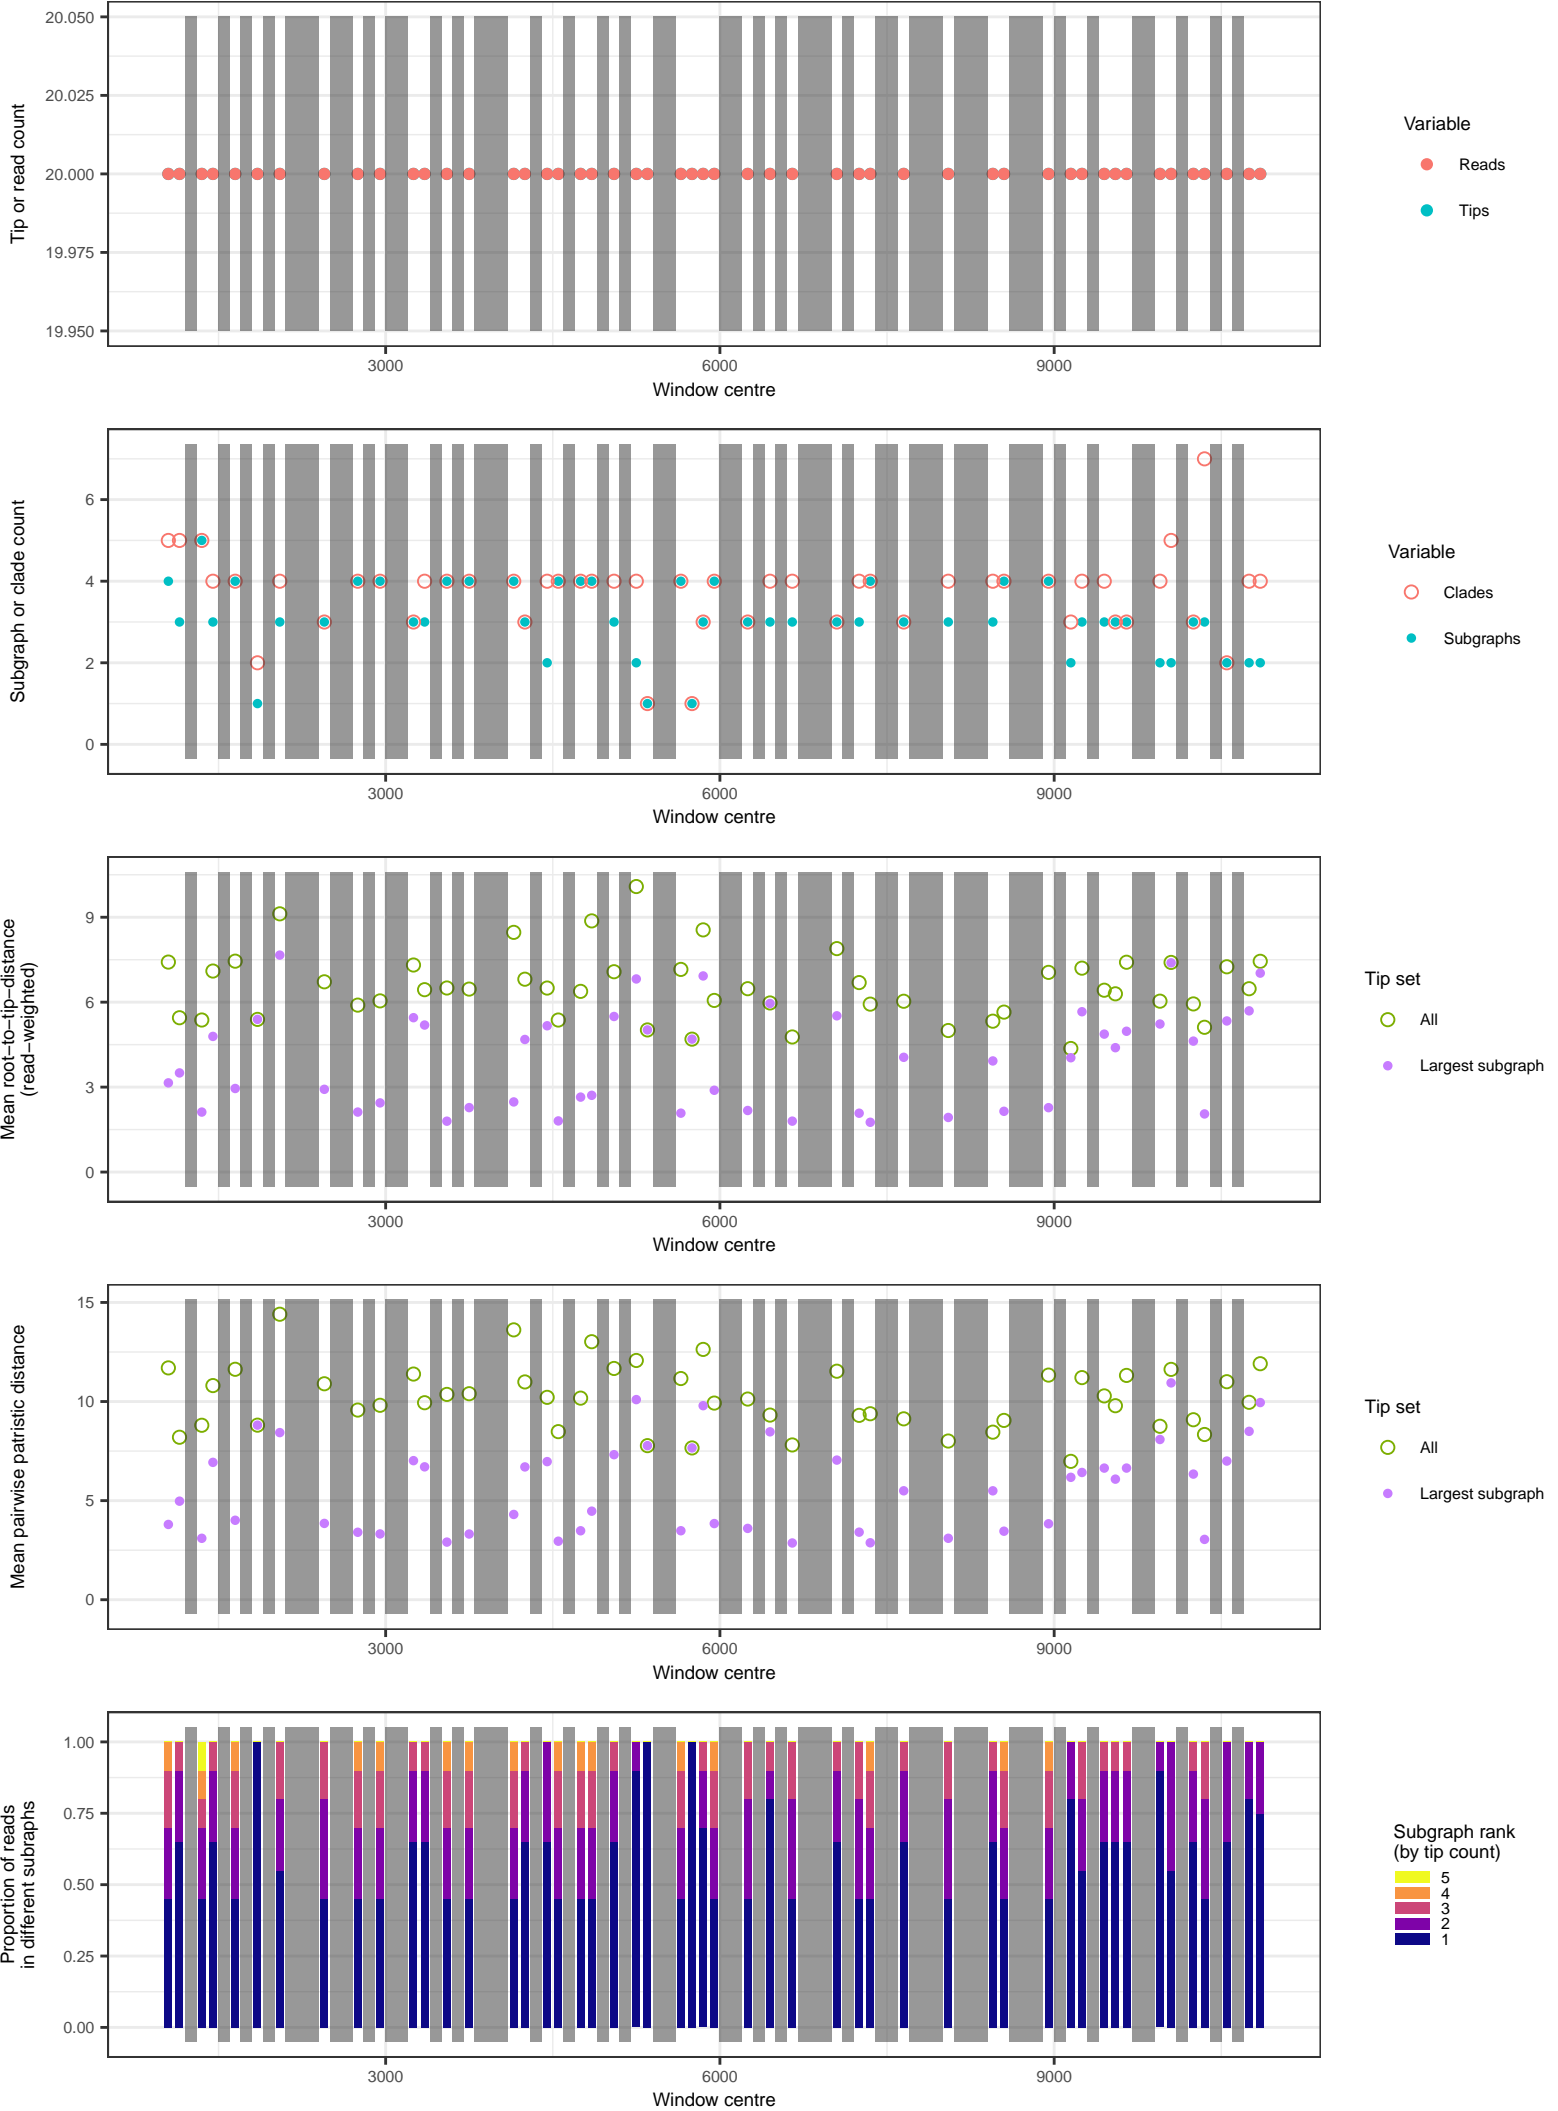 20.050
20.025
20.000
19.975
19.950
Tip or read count
3000
6000
9000
Window centre
Variable
Reads
Tips
6
4
2
0
Subgraph or clade count
3000
6000
9000
Window centre
Variable
Clades
Subgraphs
9
6
3
0
Mean root−to−tip−distance
(read−weighted)
3000
6000
9000
Window centre
Tip set
All
Largest subgraph
15
10
5
0
Mean pairwise patristic distance
3000
6000
9000
Window centre
Tip set
All
Largest subgraph
1.00
0.75
0.50
0.25
0.00
Proportion of reads
in different subraphs
3000
6000
9000
Window centre
Subgraph rank
(by tip count)
5
4
3
2
1